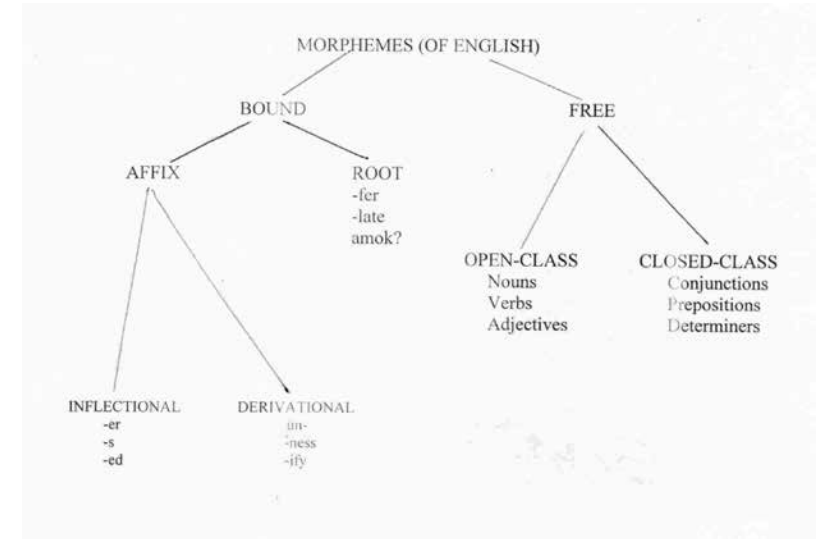 MORPHEMES (OF ENGLISH)
BOUND
FREE
AFFIX
ROOT
-fer
-late
amok?
OPEN-CLASS
Nouns
Verbs
Adjectives
CLOSED-CLASS
Conjunctions
Prepositions
Determiners
INFLECTIONAL
-er
-s
-ed
DERIVATIONAL
un-
-ness
-ify